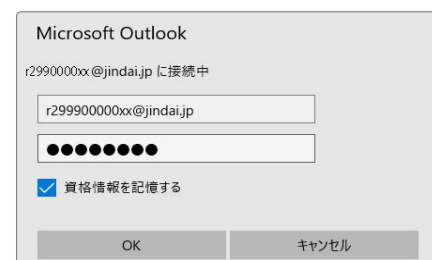 Microsoft Outlook
r2990000xx@jindai.jp に接続中
r299900000xx@jindai.jp
●●●●●●●●
資格情報を記憶する
OK キャンセル